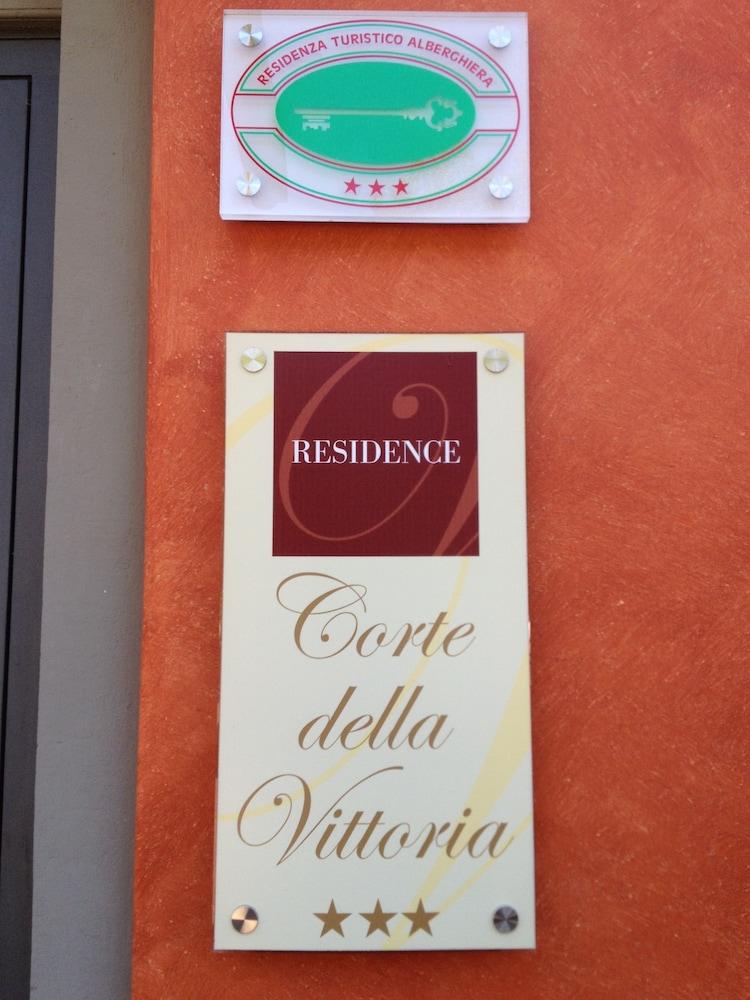 RESIDENZA TURISTICO ALBERGHIERA
RESIDENCE
Corte
della
Vittoria